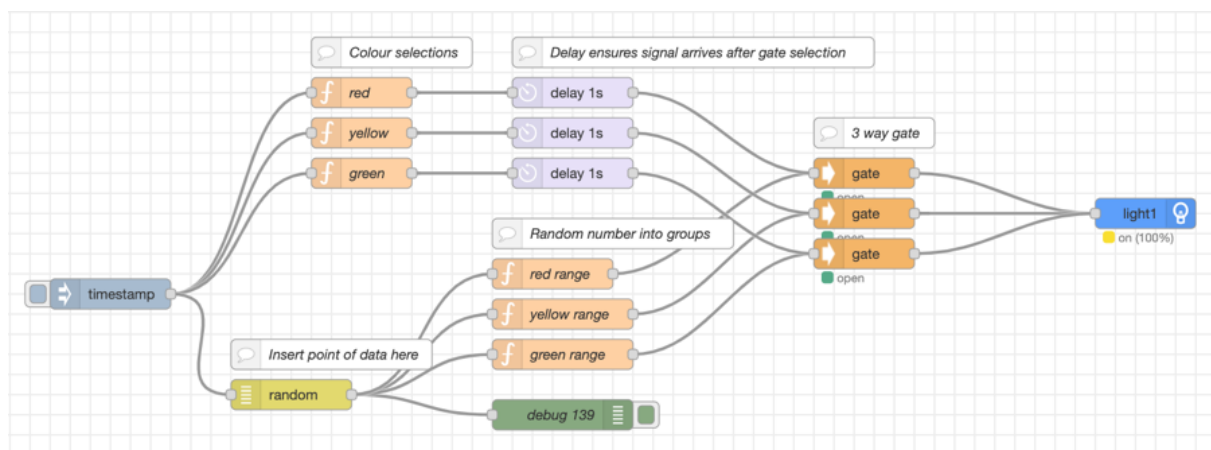 Colour selections
Delay ensures signal arrives after gate selection
red
delay 1s
yellow
delay 1s
3 way gate
green
delay 1s
gate
open
gate
light1
Random number into groups
open
on (100%)
gate
red range
open
timestamp
yellow range
Insert point of data here
green range
random
debug 139